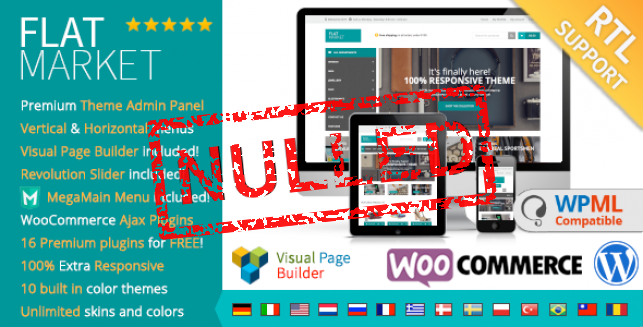 FLAT
MARKET
RTL
SUPPORT
It's finally here!
100% RESPONSIVE THEME
Premium Theme Admin Panel
Vertical & Horizontal Menus
Visual Page Builder included!
Revolution Slider included!
MegaMain Menu included!
WooCommerce Ajax Plugins
16 Premium plugins for FREE!
100% Extra Responsive
10 built in color themes
Unlimited skins and colors
NULLED
WPML
Compatible
Visual Page
Builder
WOO COMMERCE
W